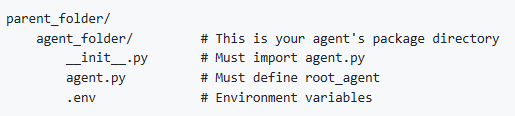 parent_folder/
    agent_folder/         # This is your agent's package directory
        __init__.py       # Must import agent.py
        agent.py          # Must define root_agent
        .env              # Environment variables